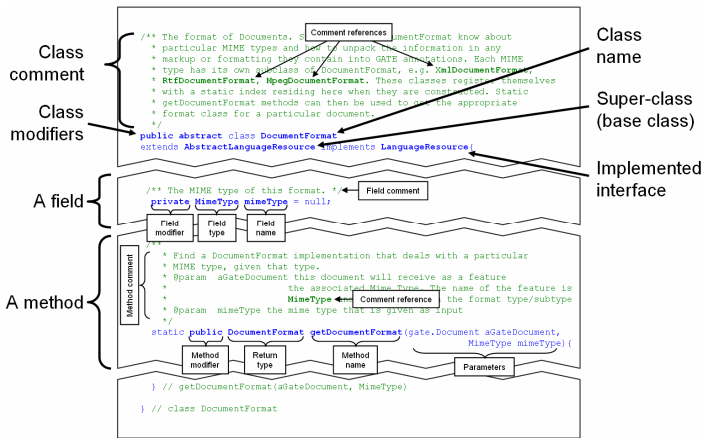 /** The format of Documents. S
Comment references
DocumentFormat know about
* particular MIME types and how to unpack the information in any
* markup or formatting they contain into GATE annotations. Each MIME
* type has its own subclass of DocumentFormat, e.g. XmlDocumentFormat,
* RtfDocumentFormat, MpegDocumentFormat. These classes register themselves
* with a static index residing here when they are constructed. Static
* getDocumentFormat methods can then be used to get the appropriate
* format class for a particular document.
*/
public abstract class DocumentFormat
extends AbstractLanguageResource implements LanguageResource{
Class
comment
Class
modifiers
Class
name
Super-class
(base class)
Implemented
interface
A field
/** The MIME type of this format. */
Field comment
private MimeType mimeType = null;
Field
modifier
Field
type
Field
name
A method
Method comment
/**
* Find a DocumentFormat implementation that deals with a particular
* MIME type, given that type.
* @param aGateDocument this document will receive as a feature
* the associated Mime Type. The name of the feature is
* MimeType
Comment reference
the format type/subtype
* @param mimeType the mime type that is given as input
*/
static public DocumentFormat getDocumentFormat(gate.Document aGateDocument,
MimeType mimeType){
Method
modifier
Return
type
Method
name
Parameters
} // getDocumentFormat(aGateDocument, MimeType)
} // class DocumentFormat